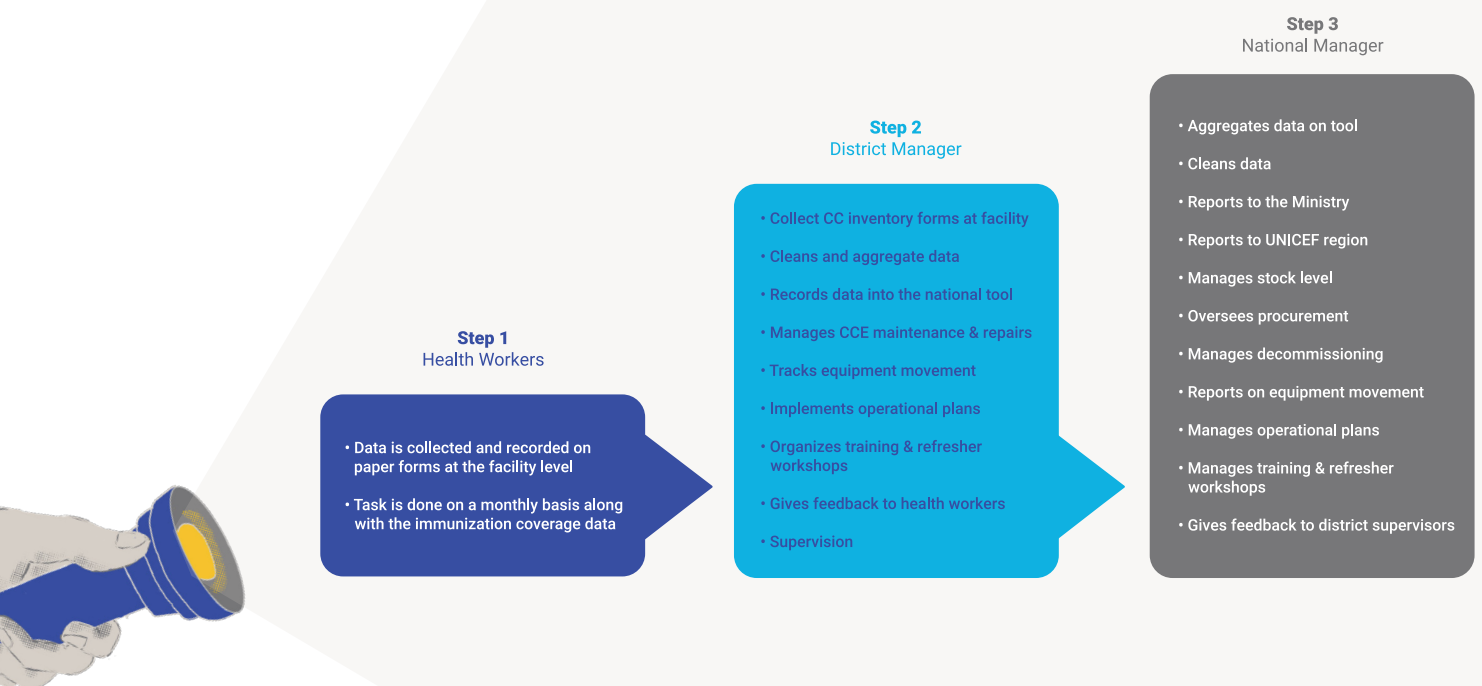 Step 1
Health Workers
• Data is collected and recorded on
paper forms at the facility level
• Task is done on a monthly basis along
with the immunization coverage data
Step 2
District Manager
• Collect CC inventory forms at facility
• Cleans and aggregate data
• Records data into the national tool
• Manages CCE maintenance & repairs
• Tracks equipment movement
• Implements operational plans
• Organizes training & refresher
workshops
• Gives feedback to health workers
• Supervision
Step 3
National Manager
• Aggregates data on tool
• Cleans data
• Reports to the Ministry
• Reports to UNICEF region
• Manages stock level
• Oversees procurement
• Manages decommissioning
• Reports on equipment movement
• Manages operational plans
• Manages training & refresher
workshops
• Gives feedback to district supervisors